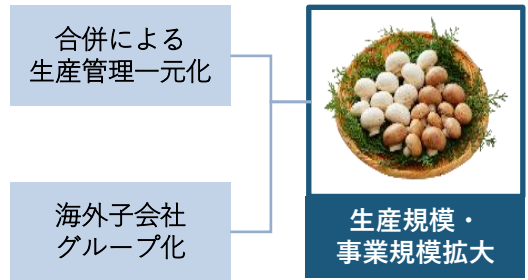 合併による
生産管理一元化
海外子会社
グループ化
生産規模・
事業規模拡大